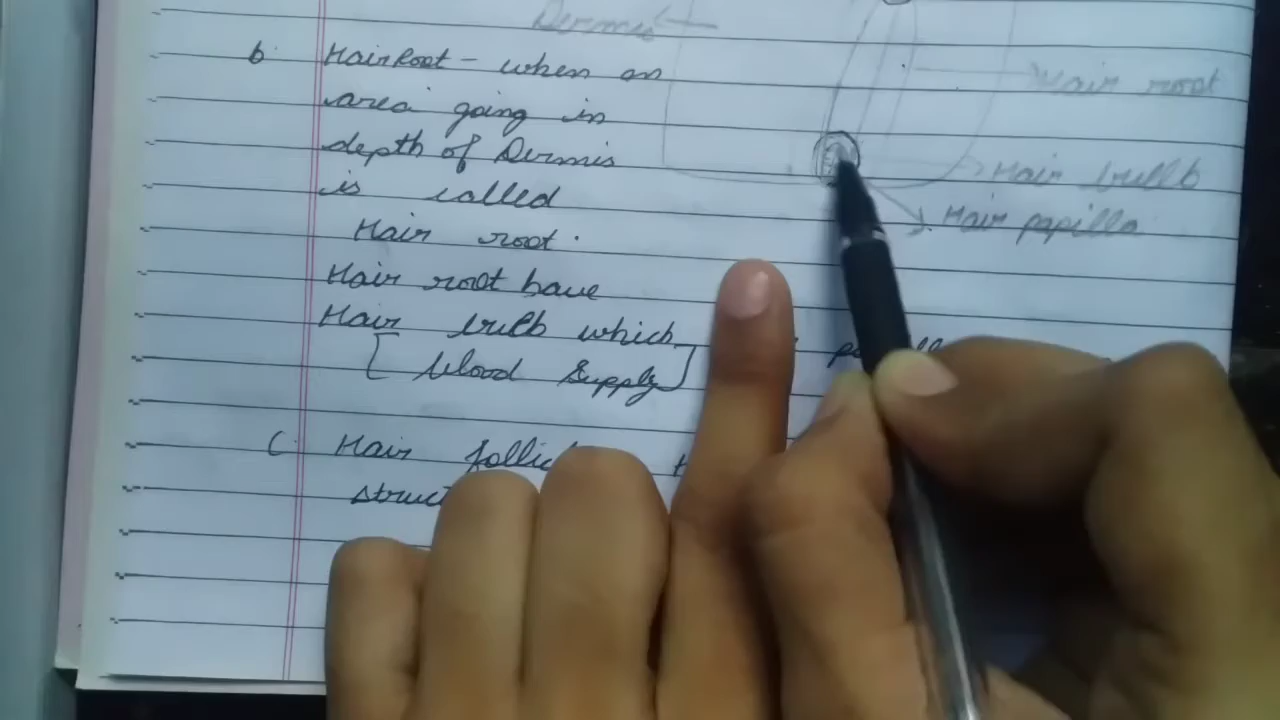 Dermis
b. Hair Root - when an
area going in
depth of Dermis
is called
Hair root.
Hair root have
Hair bulb which
[blood supply]
C. Hair
Hair root
Hair bulb
Hair papilla